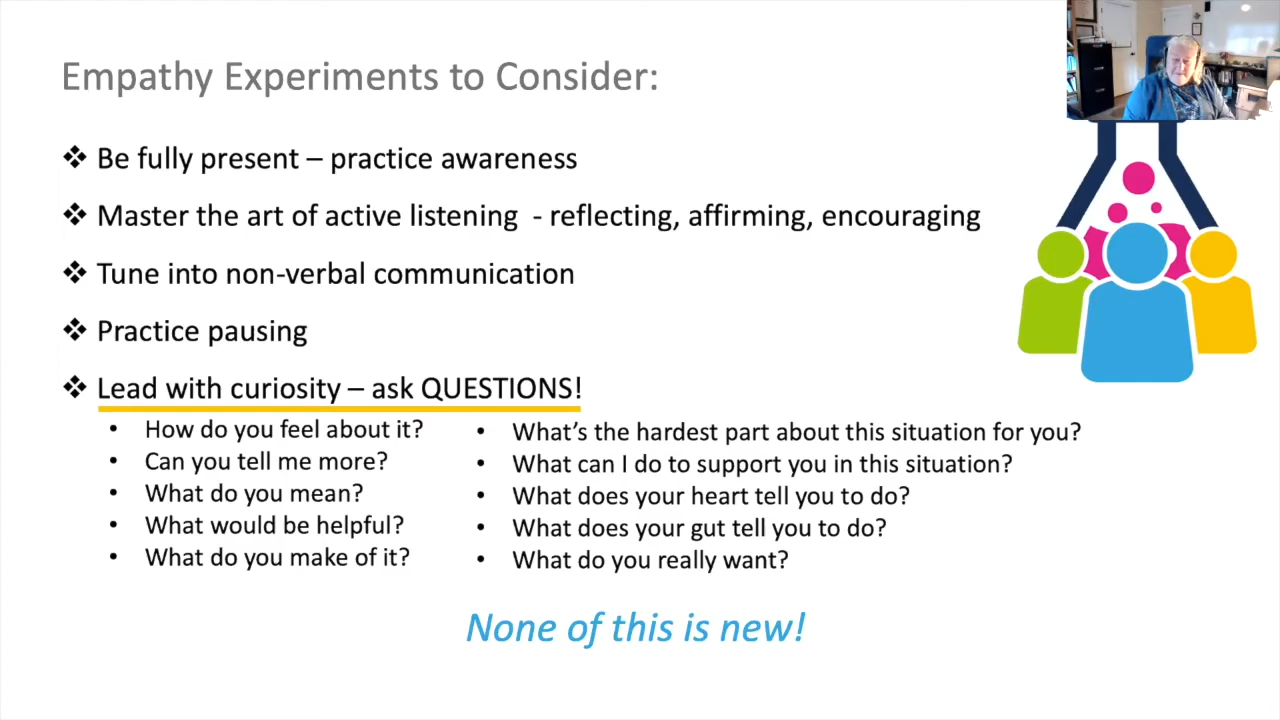 Empathy Experiments to Consider:
❖ Be fully present – practice awareness
❖ Master the art of active listening - reflecting, affirming, encouraging
❖ Tune into non-verbal communication
❖ Practice pausing
❖ Lead with curiosity – ask QUESTIONS!
• How do you feel about it?
• Can you tell me more?
• What do you mean?
• What would be helpful?
• What do you make of it?
• What's the hardest part about this situation for you?
• What can I do to support you in this situation?
• What does your heart tell you to do?
• What does your gut tell you to do?
• What do you really want?
None of this is new!